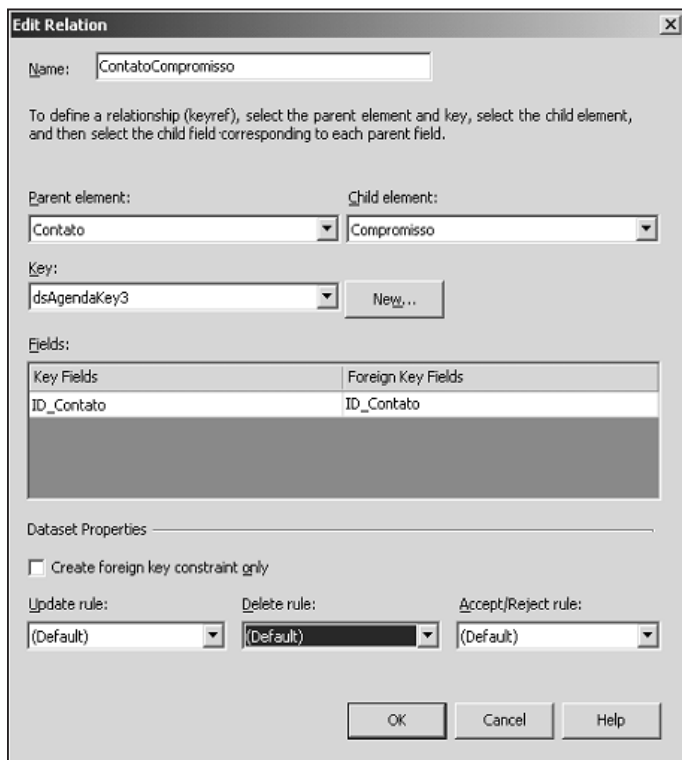 Edit Relation
Name: ContatoCompromisso
To define a relationship (keyref), select the parent element and key, select the child element,
and then select the child field corresponding to each parent field.
Parent element: Child element:
Contato Compromisso
Key:
dsAgendaKey3 New...
Fields:
Key Fields Foreign Key Fields
ID_Contato ID_Contato
Dataset Properties
Create foreign key constraint only
Update rule: Delete rule: Accept/Reject rule:
(Default) (Default) (Default)
OK Cancel Help